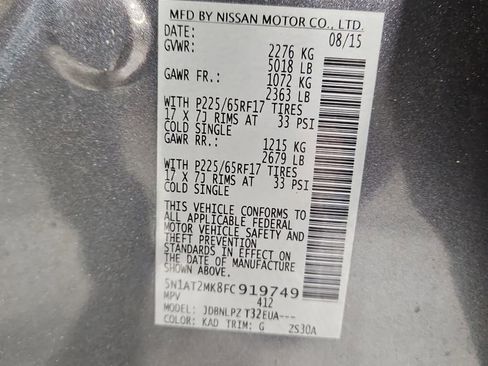 MFD BY NISSAN MOTOR CO., LTD.
DATE: 08/15
GVWR: 2276 KG
5018 LB
GAWR FR.: 1072 KG
2363 LB
WITH P225/65RF17 TIRES
17 X 7J RIMS AT 33 PSI
COLD SINGLE
GAWR RR.: 1215 KG
2679 LB
WITH P225/65RF17 TIRES
17 X 7J RIMS AT 33 PSI
COLD SINGLE
THIS VEHICLE CONFORMS TO
ALL APPLICABLE FEDERAL
MOTOR VEHICLE SAFETY AND
THEFT PREVENTION
STANDARDS IN EFFECT ON
THE DATE OF MANUFACTURE
SHOWN ABOVE.
5N1AT2MK8FC919749
MPV 412
MODEL: JDBNLPZ T32EUA---
COLOR: KAD TRIM: G ZS30A